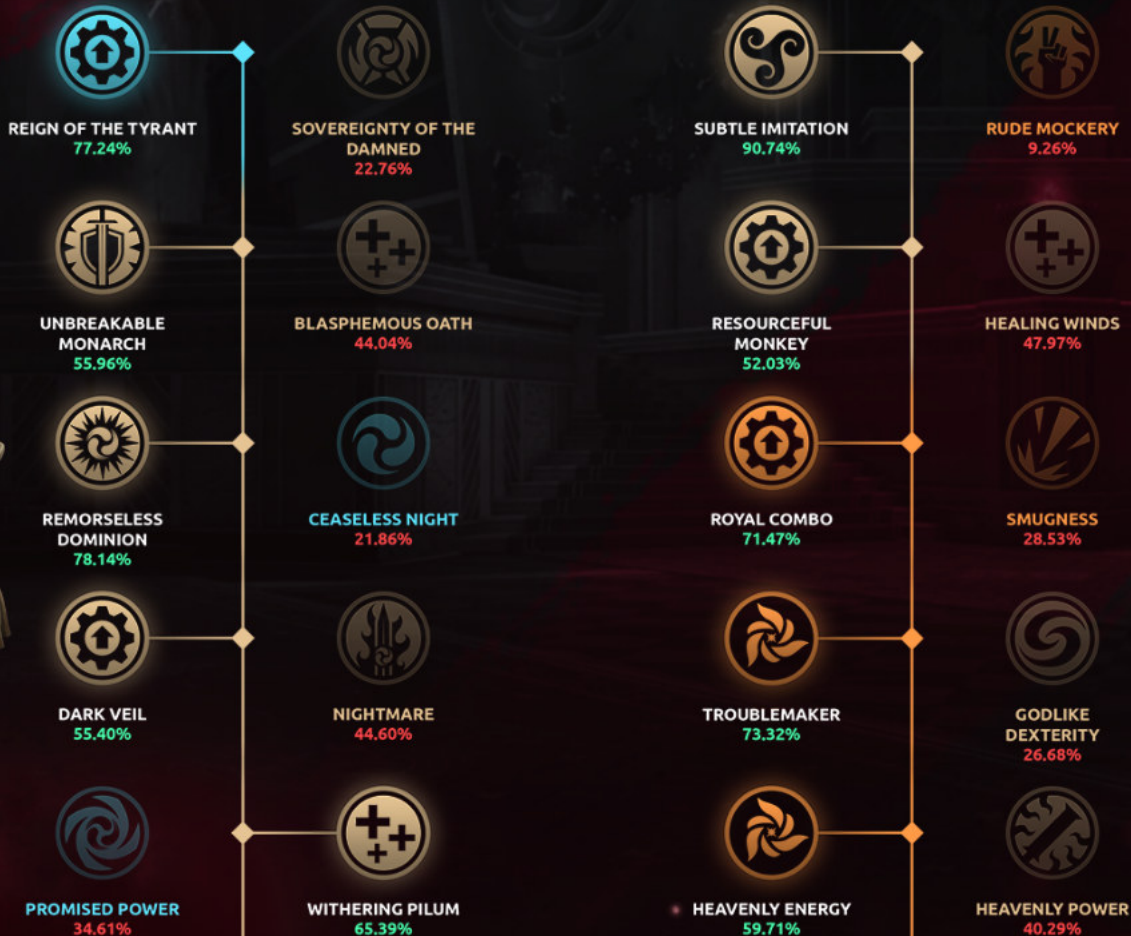 REIGN OF THE TYRANT
77.24%
SOVEREIGNTY OF THE
DAMNED
22.76%
SUBTLE IMITATION
90.74%
RUDE MOCKERY
9.26%
UNBREAKABLE
MONARCH
55.96%
BLASPHEMOUS OATH
44.04%
RESOURCEFUL
MONKEY
52.03%
HEALING WINDS
47.97%
REMORSELESS
DOMINION
78.14%
CEASELESS NIGHT
21.86%
ROYAL COMBO
71.47%
SMUGNESS
28.53%
DARK VEIL
55.40%
NIGHTMARE
44.60%
TROUBLEMAKER
73.32%
GODLIKE
DEXTERITY
26.68%
PROMISED POWER
34.61%
WITHERING PILUM
65.39%
HEAVENLY ENERGY
59.71%
HEAVENLY POWER
40.29%